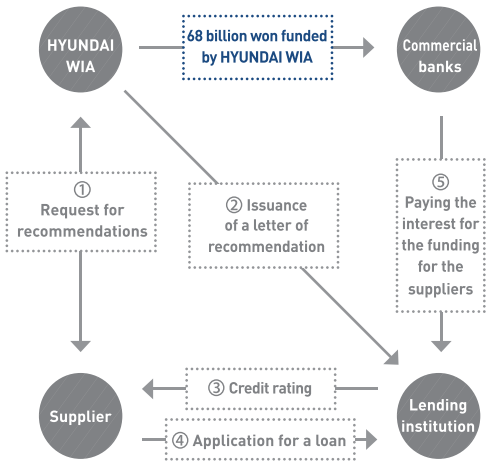 HYUNDAI
WIA
68 billion won funded
by HYUNDAI WIA
Commercial
banks
①
Request for
recommendations
② Issuance
of a letter of
recommendation
⑤
Paying the
interest for
the funding
for the
suppliers
③ Credit rating
Supplier
④ Application for a loan
Lending
institution